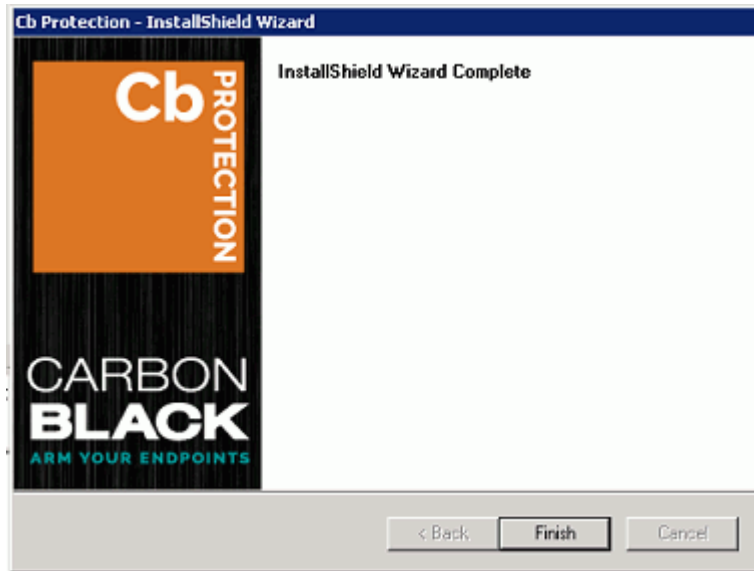 Cb Protection - InstallShield Wizard
Cb
PROTECTION
InstallShield Wizard Complete
CARBON
BLACK
ARM YOUR ENDPOINTS
< Back
Finish
Cancel